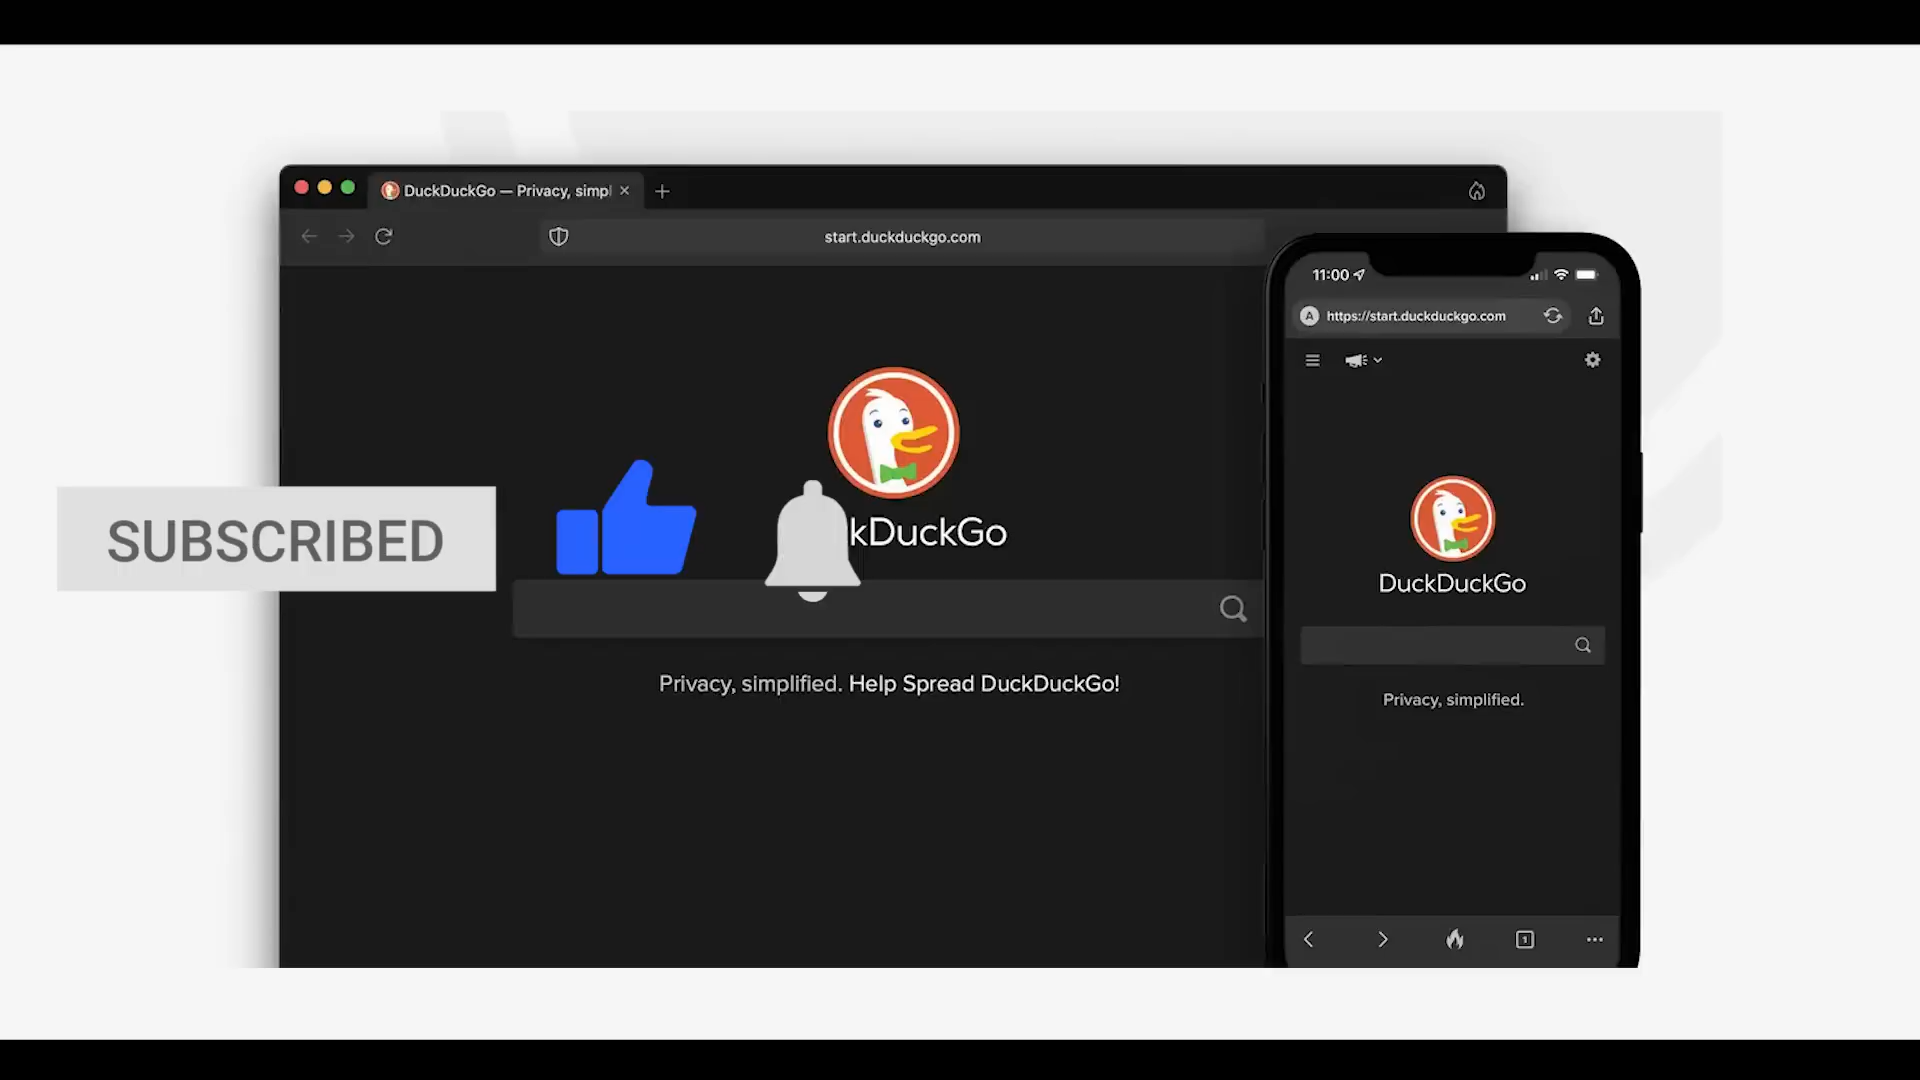 DuckDuckGo — Privacy, simpl
start.duckduckgo.com
kDuckGo
Privacy, simplified. Help Spread DuckDuckGo!
SUBSCRIBED
11:00
A
https://start.duckduckgo.com
DuckDuckGo
Privacy, simplified.
1